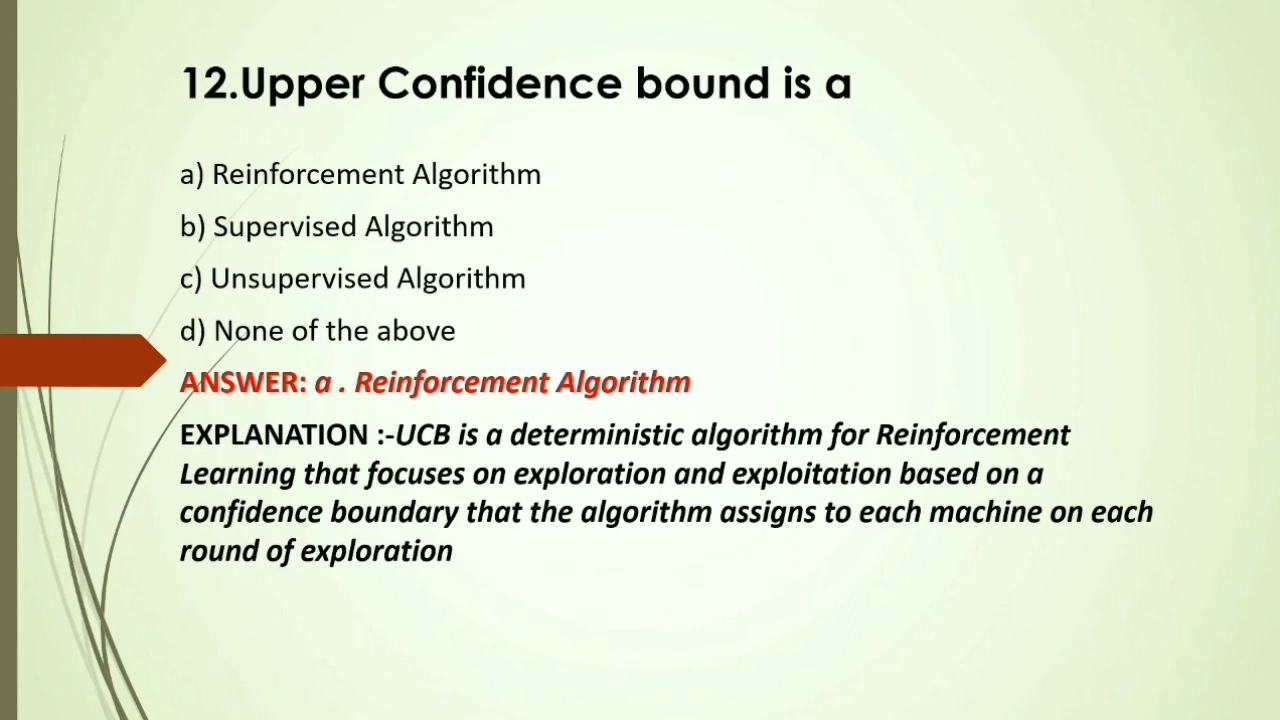 12.Upper Confidence bound is a
a) Reinforcement Algorithm
b) Supervised Algorithm
c) Unsupervised Algorithm
d) None of the above
ANSWER: a . Reinforcement Algorithm
EXPLANATION :-UCB is a deterministic algorithm for Reinforcement
Learning that focuses on exploration and exploitation based on a
confidence boundary that the algorithm assigns to each machine on each
round of exploration